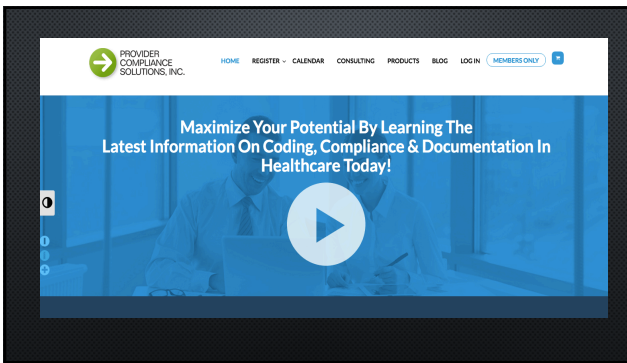 PROVIDER
COMPLIANCE
SOLUTIONS, INC.
HOME REGISTER CALENDAR CONSULTING PRODUCTS BLOG LOG IN MEMBERS ONLY
Maximize Your Potential By Learning The
Latest Information On Coding, Compliance & Documentation In
Healthcare Today!